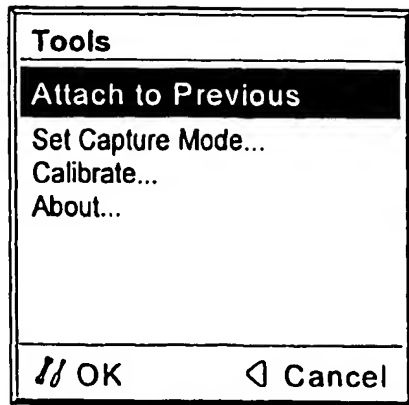 Tools
Attach to Previous
Set Capture Mode...
Calibrate...
About...
OK Cancel